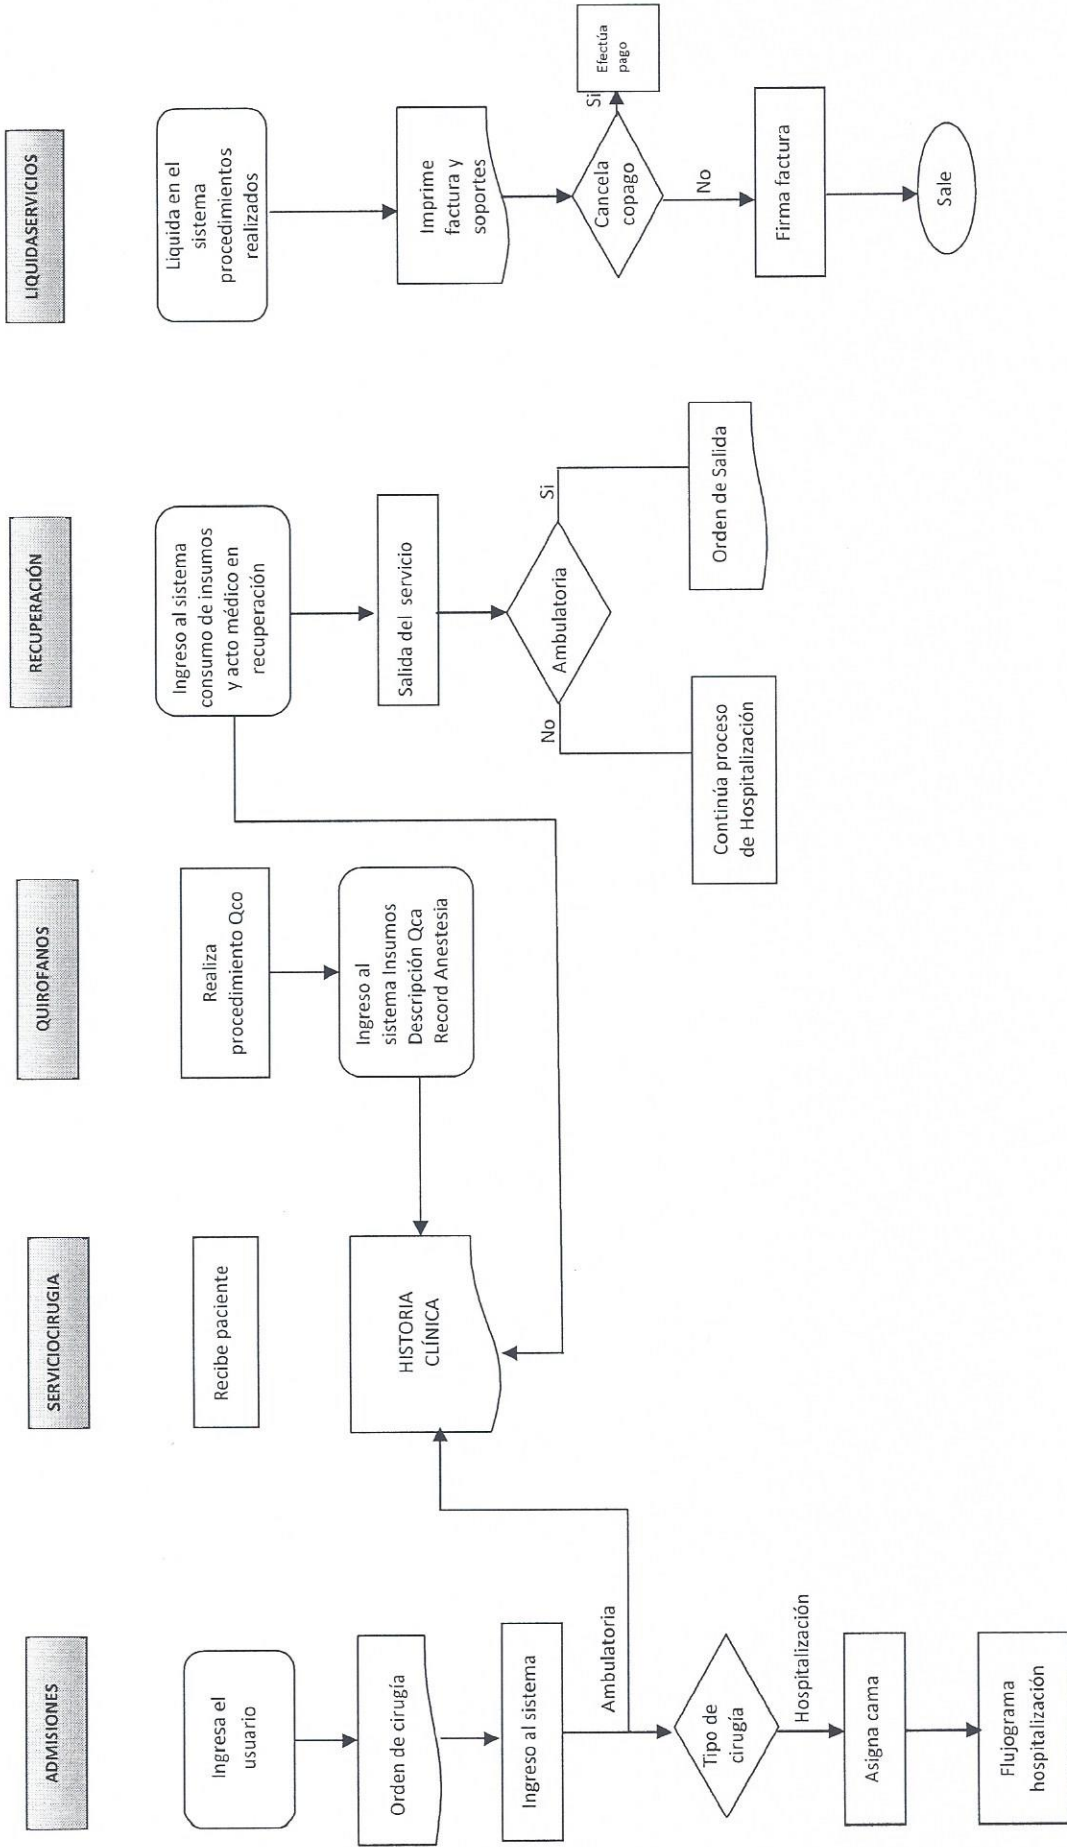 ADMISIONES
Ingresa el
usuario
Orden de cirugía
Ingreso al sistema
Ambulatoria
Tipo de
cirugía
Hospitalización
Asigna cama
Flujograma
hospitalización
SERVICIOCIRUGIA
Recibe paciente
HISTORIA
CLÍNICA
QUIROFANOS
Realiza
procedimiento Qco
Ingreso al
sistema Insumos
Descripción Qca
Record Anestesia
RECUPERACIÓN
Ingreso al sistema
consumo de insumos
y acto médico en
recuperación
Salida del servicio
Ambulatoria
No
Si
Continúa proceso
de Hospitalización
Orden de Salida
LIQUIDASERVICIOS
Liquida en el
sistema
procedimientos
realizados
Imprime
factura y
soportes
Cancela
copago
Si
Efectúa
pago
No
Firma factura
Sale